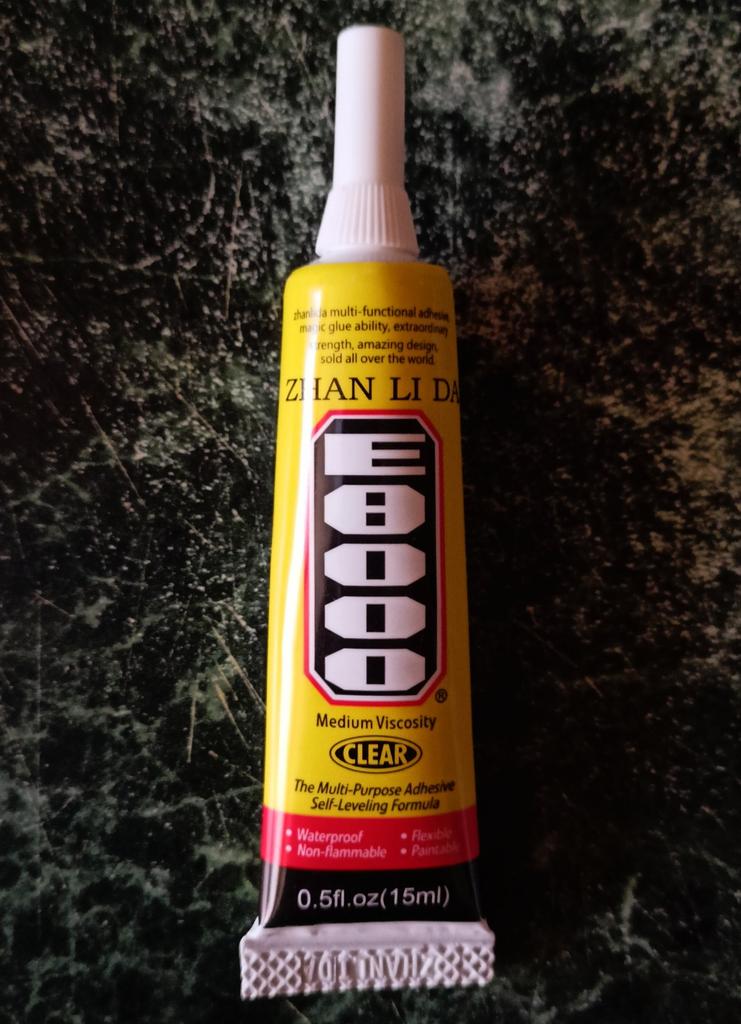 zhanlida multi-functional adhesive,
magic glue ability, extraordinary
strength, amazing design,
sold all over the world.
ZHAN LI DA
E8000
®
Medium Viscosity
CLEAR
The Multi-Purpose Adhesive
Self-Leveling Formula
• Waterproof • Flexible
• Non-flammable • Paintable
0.5fl.oz(15ml)